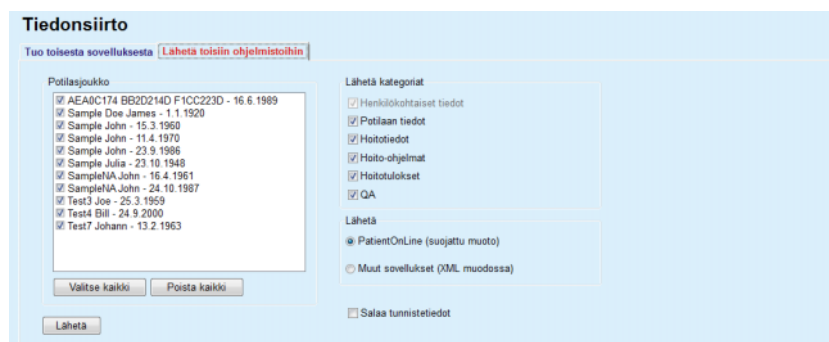 Tiedonsiirto
Tuo toisesta sovelluksesta Lähetä toisiin ohjelmistoihin
Potilasjoukko
AEA0C174 BB2D214D F1CC223D - 16.6.1989
Sample Doe James - 1.1.1920
Sample John - 15.3.1960
Sample John - 11.4.1970
Sample John - 23.9.1986
Sample Julia - 23.10.1948
SampleNA John - 16.4.1961
SampleNA John - 24.10.1987
Test3 Joe - 25.3.1959
Test4 Bill - 24.9.2000
Test7 Johann - 13.2.1963
Valitse kaikki Poista kaikki
Lähetä
Lähetä kategoriat
Henkilökohtaiset tiedot
Potilaan tiedot
Hoitotiedot
Hoito-ohjelmat
Hoitotulokset
QA
Lähetä
PatientOnLine (suojattu muoto)
Muut sovellukset (XML muodossa)
Salaa tunnistetiedot